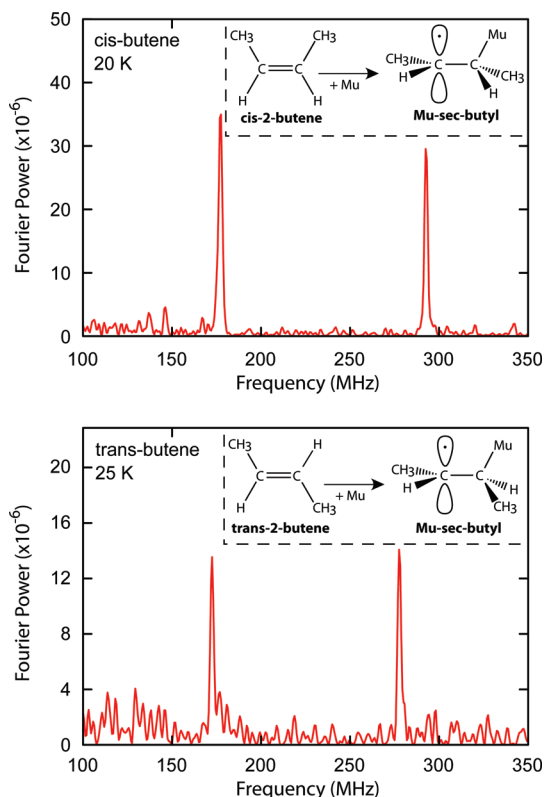 cis-butene
20 K
CH3 CH3
C C
H H
+ Mu
cis-2-butene
Mu
CH3 C C
H CH3
H
Mu-sec-butyl
Fourier Power (x10-6)
50
40
30
20
10
0
100 150 200 250 300 350
Frequency (MHz)
trans-butene
25 K
CH3 H
C C
H CH3
+ Mu
trans-2-butene
Mu
CH3 C C
H H
CH3
Mu-sec-butyl
Fourier Power (x10-6)
20
16
12
8
4
0
100 150 200 250 300 350
Frequency (MHz)